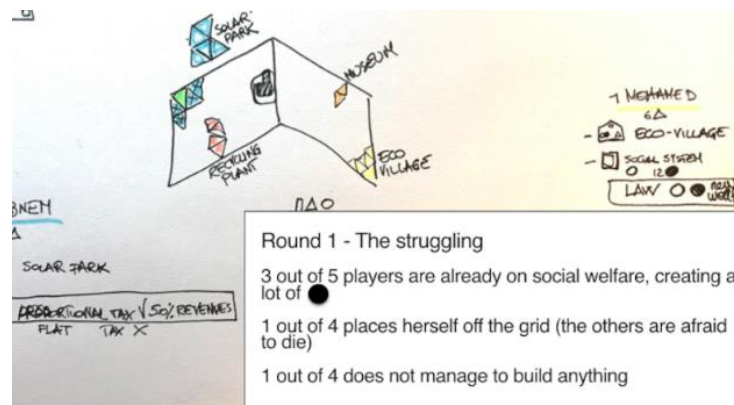 SOLAR
PARK
MUSEUM
RECYCLING
PLANT
ECO
VILLAGE
MOHAMED
6△
- ECO-VILLAGE
- SOCIAL SYSTEM
12
LAW
BNEM
SOLAR PARK
TAX √ 50% REVENUES
FLAT TAX X
Round 1 - The struggling
3 out of 5 players are already on social welfare, creating a
lot of
1 out of 4 places herself off the grid (the others are afraid
to die)
1 out of 4 does not manage to build anything